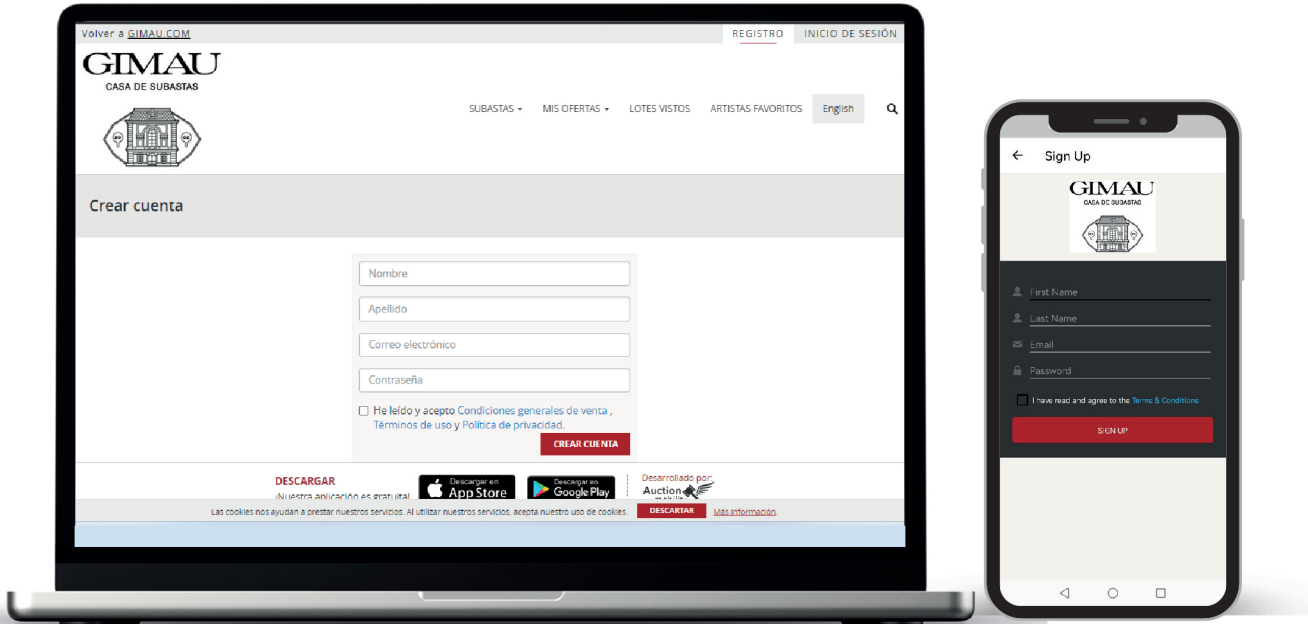 Volver a GIMAU.COM
REGISTRO
INICIO DE SESIÓN
GIMAU
CASA DE SUBASTAS
SUBASTAS
MIS OFERTAS
LOTES VISTOS
ARTISTAS FAVORITOS
English
Crear cuenta
Nombre
Apellido
Correo electrónico
Contraseña
He leído y acepto Condiciones generales de venta ,
Términos de uso y Política de privacidad.
CREAR CUENTA
DESCARGAR
¡Nuestra aplicación es gratuita!
Descargar en
App Store
Descargar en
Google Play
Desarrollado por:
Auction
mobility
Las cookies nos ayudan a prestar nuestros servicios. Al utilizar nuestros servicios, acepta nuestro uso de cookies.
DESCARTAR
Más información.
Sign Up
GIMAU
CASA DE SUBASTAS
First Name
Last Name
Email
Password
I have read and agree to the Terms & Conditions
SIGN UP